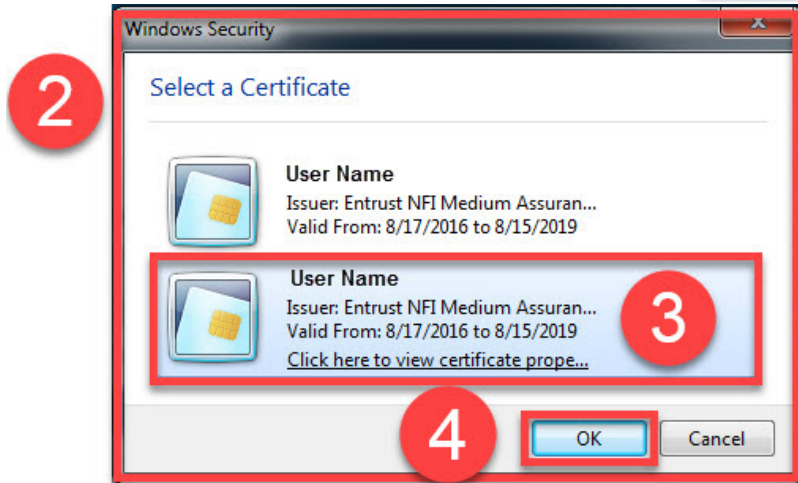 Windows Security
x
2
Select a Certificate
User Name
Issuer: Entrust NFI Medium Assuran...
Valid From: 8/17/2016 to 8/15/2019
User Name
Issuer: Entrust NFI Medium Assuran...
Valid From: 8/17/2016 to 8/15/2019
Click here to view certificate prope...
3
4
OK
Cancel